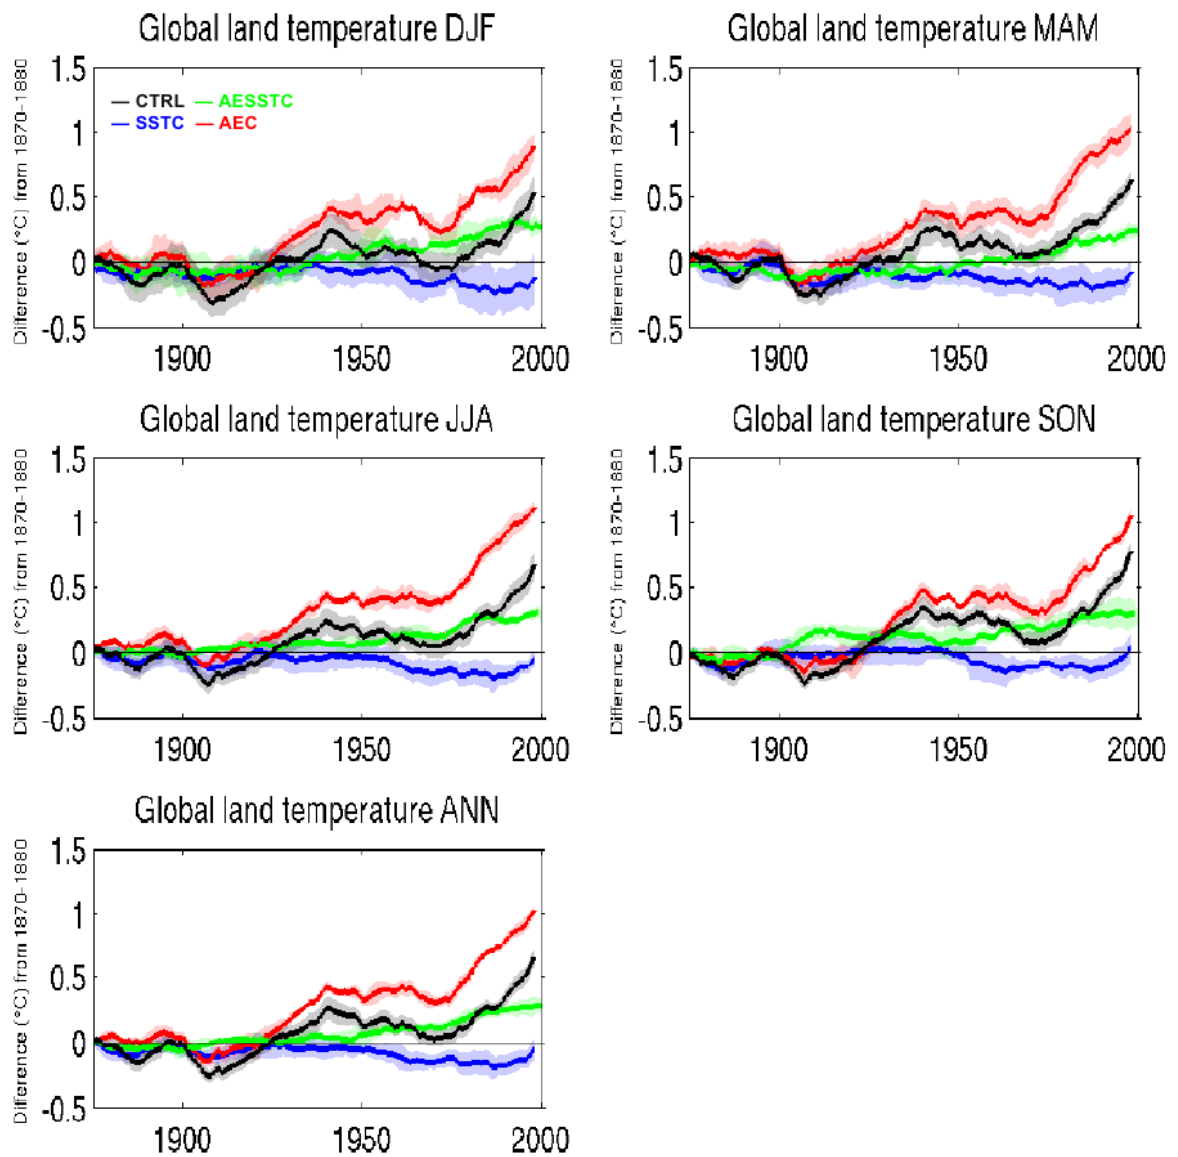 Global land temperature DJF
Difference (°C) from 1870-1880
1.5
1
0.5
0
-0.5
CTRL AESSTC
SSTC AEC
1900 1950 2000
Global land temperature MAM
Difference (°C) from 1870-1880
1.5
1
0.5
0
-0.5
1900 1950 2000
Global land temperature JJA
Difference (°C) from 1870-1880
1.5
1
0.5
0
-0.5
1900 1950 2000
Global land temperature SON
Difference (°C) from 1870-1880
1.5
1
0.5
0
-0.5
1900 1950 2000
Global land temperature ANN
Difference (°C) from 1870-1880
1.5
1
0.5
0
-0.5
1900 1950 2000